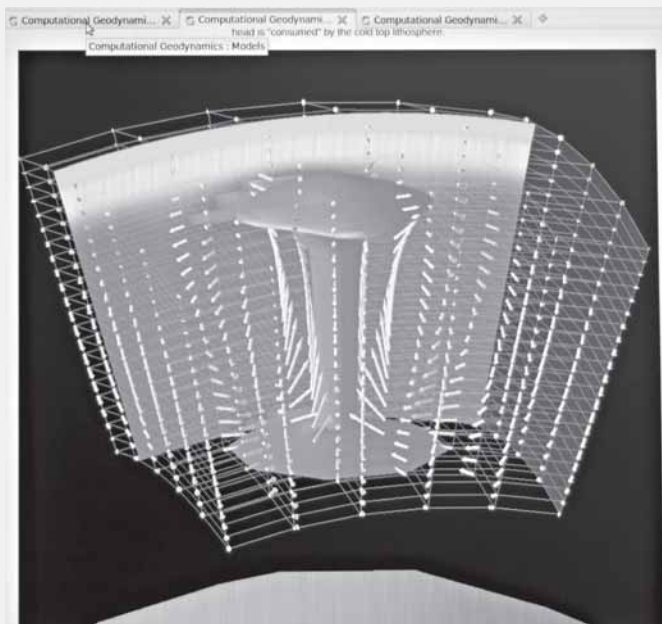 Computational Geodynami... Computational Geodynami... Computational Geodynami...
head is "consumed" by the cold top lithosphere.
Computational Geodynamics : Models